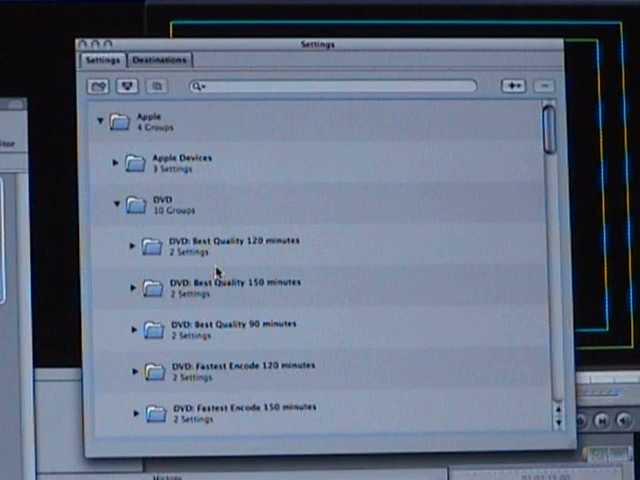 Settings
Settings Destinations
Apple
4 Groups
Apple Devices
3 Settings
DVD
10 Groups
DVD: Best Quality 120 minutes
2 Settings
DVD: Best Quality 150 minutes
2 Settings
DVD: Best Quality 90 minutes
2 Settings
DVD: Fastest Encode 120 minutes
2 Settings
DVD: Fastest Encode 150 minutes
2 Settings
itor
History